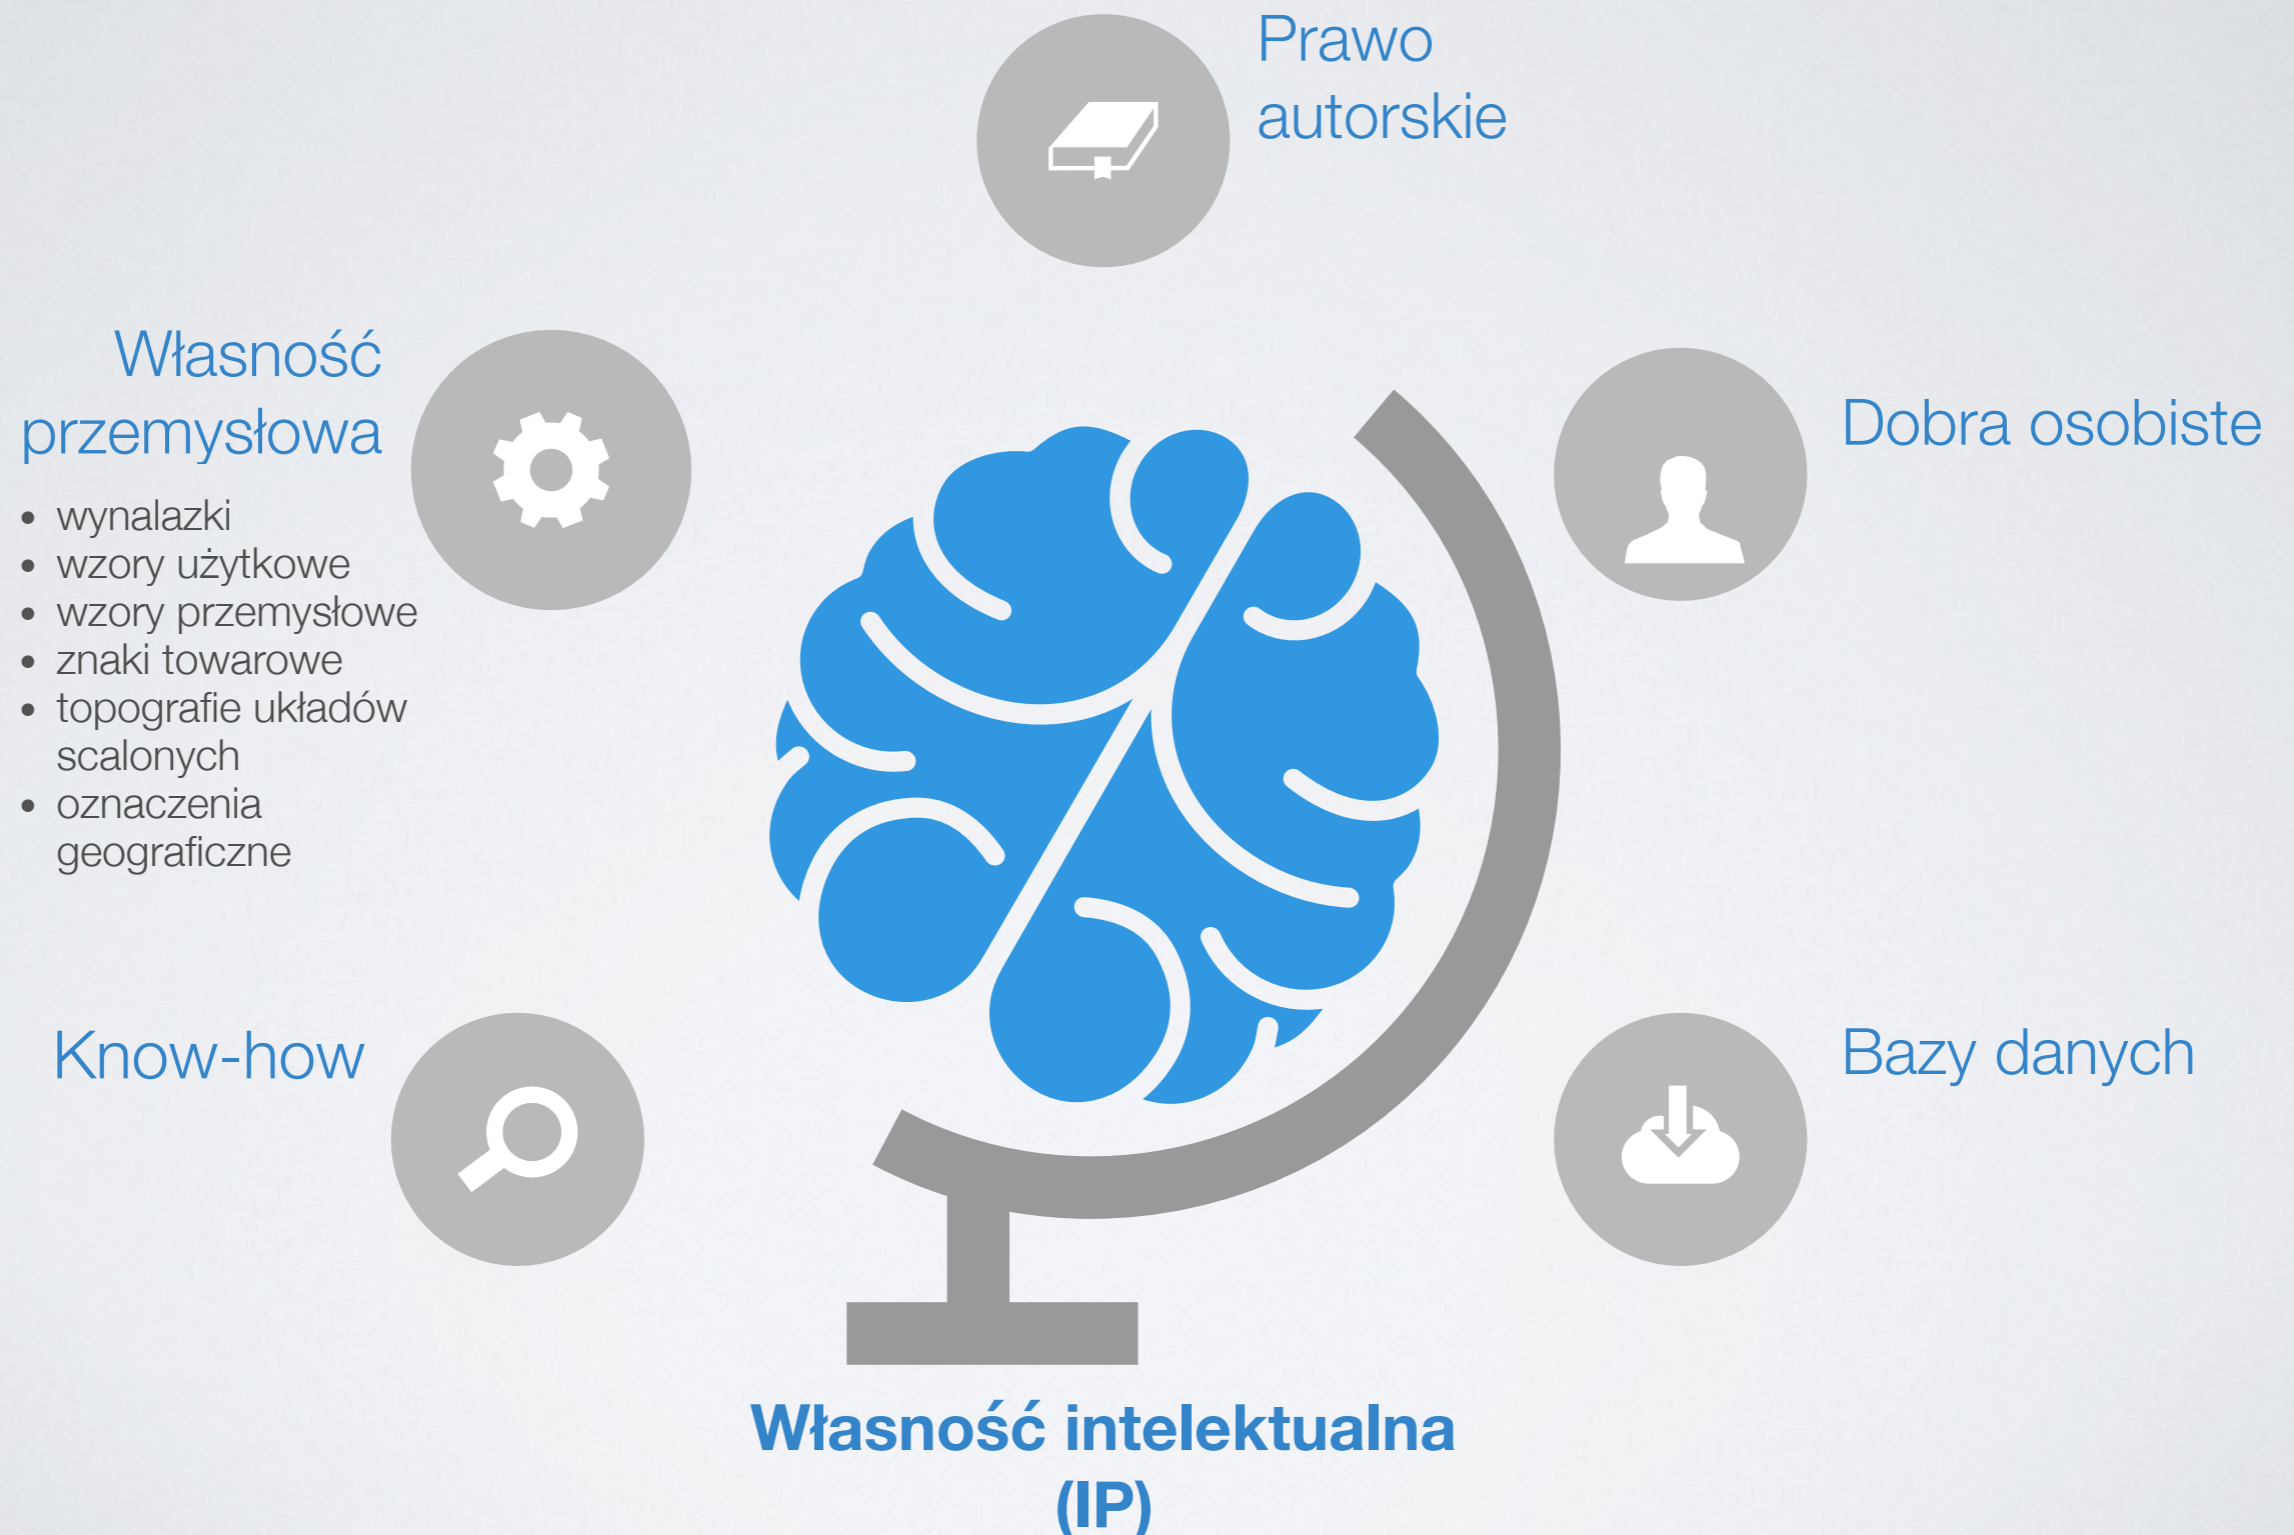 Prawo
autorskie
Własność
przemysłowa
• wynalazki
• wzory użytkowe
• wzory przemysłowe
• znaki towarowe
• topografie układów
scalonych
• oznaczenia
geograficzne
Dobra osobiste
Know-how
Bazy danych
Własność intelektualna
(IP)